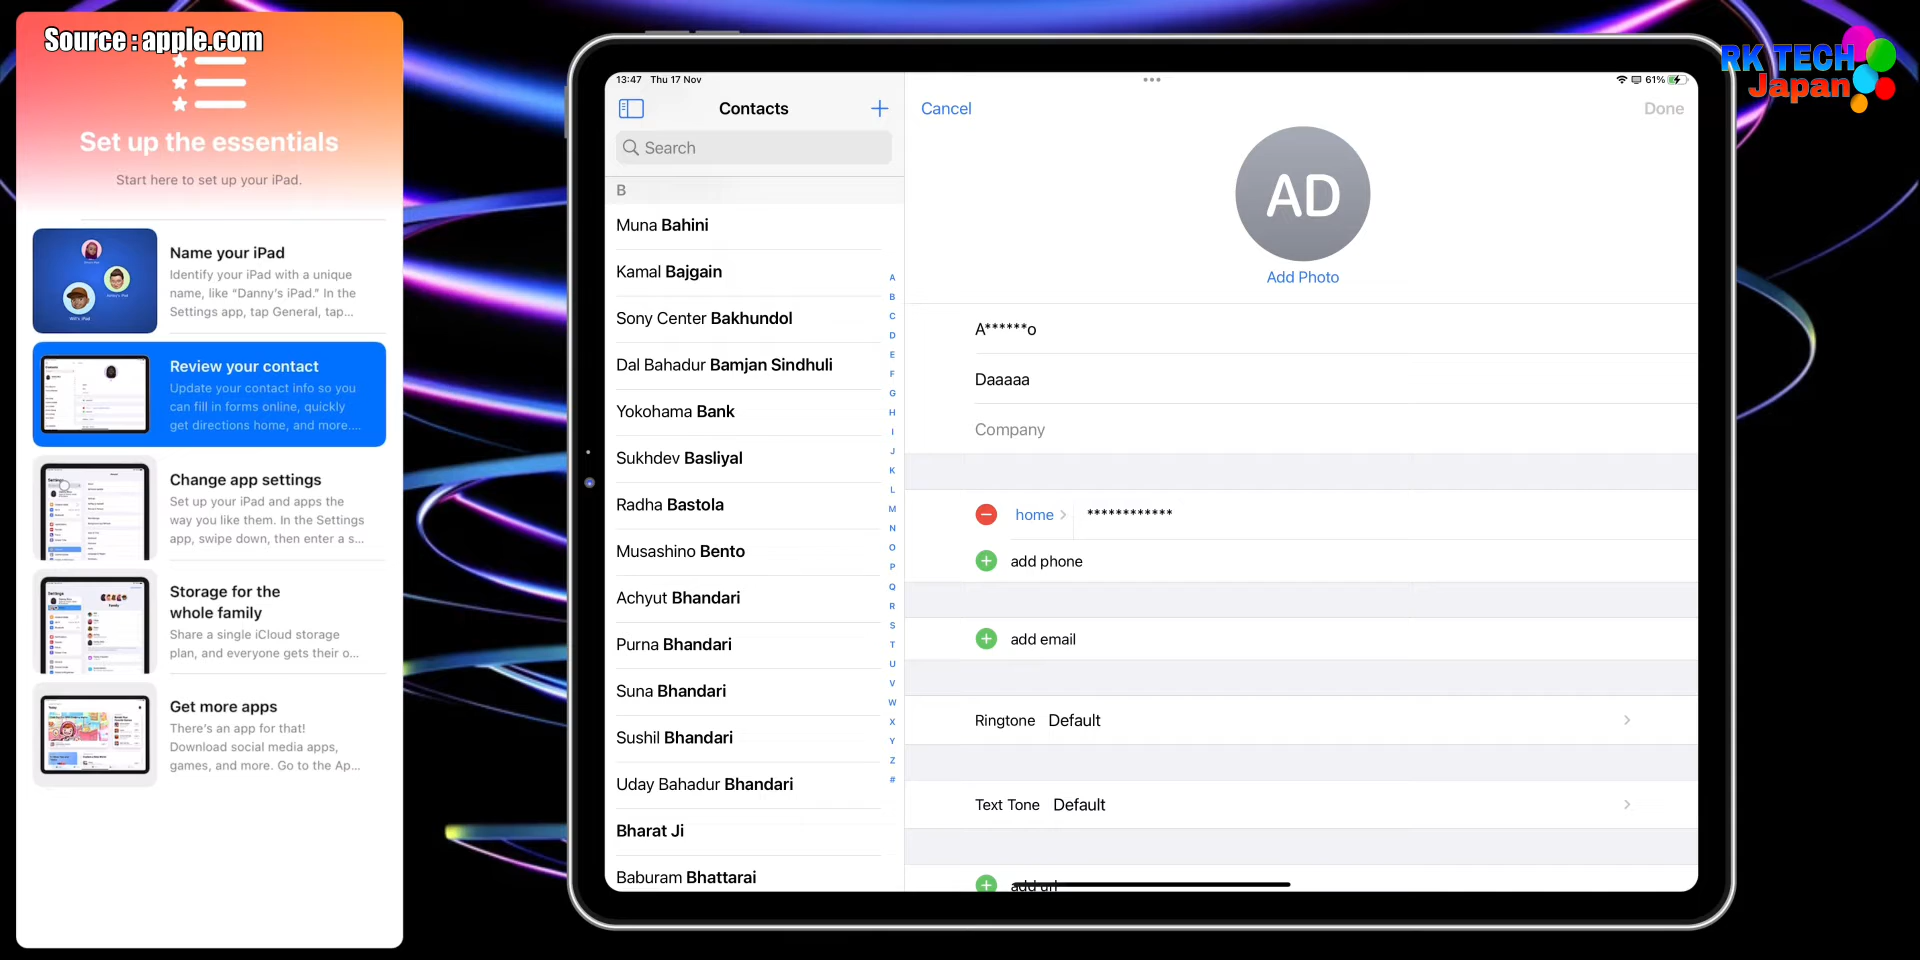 Source : apple.com
Set up the essentials
Start here to set up your iPad.
Name your iPad
Identify your iPad with a unique
name, like “Danny’s iPad.” In the
Settings app, tap General, tap...
Review your contact
Update your contact info so you
can fill in forms online, quickly
get directions home, and more....
Change app settings
Set up your iPad and apps the
way you like them. In the Settings
app, swipe down, then enter a s...
Storage for the
whole family
Share a single iCloud storage
plan, and everyone gets their o...
Get more apps
There’s an app for that!
Download social media apps,
games, and more. Go to the Ap...
13:47 Thu 17 Nov
Contacts
Search
B
Muna Bahini
Kamal Bajgain
Sony Center Bakhundol
Dal Bahadur Bamjan Sindhuli
Yokohama Bank
Sukhdev Basliyal
Radha Bastola
Musashino Bento
Achyut Bhandari
Purna Bhandari
Suna Bhandari
Sushil Bhandari
Uday Bahadur Bhandari
Bharat Ji
Baburam Bhattarai
A
B
C
D
E
F
G
H
I
J
K
L
M
N
O
P
Q
R
S
T
U
V
W
X
Y
Z
#
61%
Cancel
Done
AD
Add Photo
A******o
Daaaaa
Company
home ************
add phone
add email
Ringtone Default
Text Tone Default
add url
RK TECH
Japan